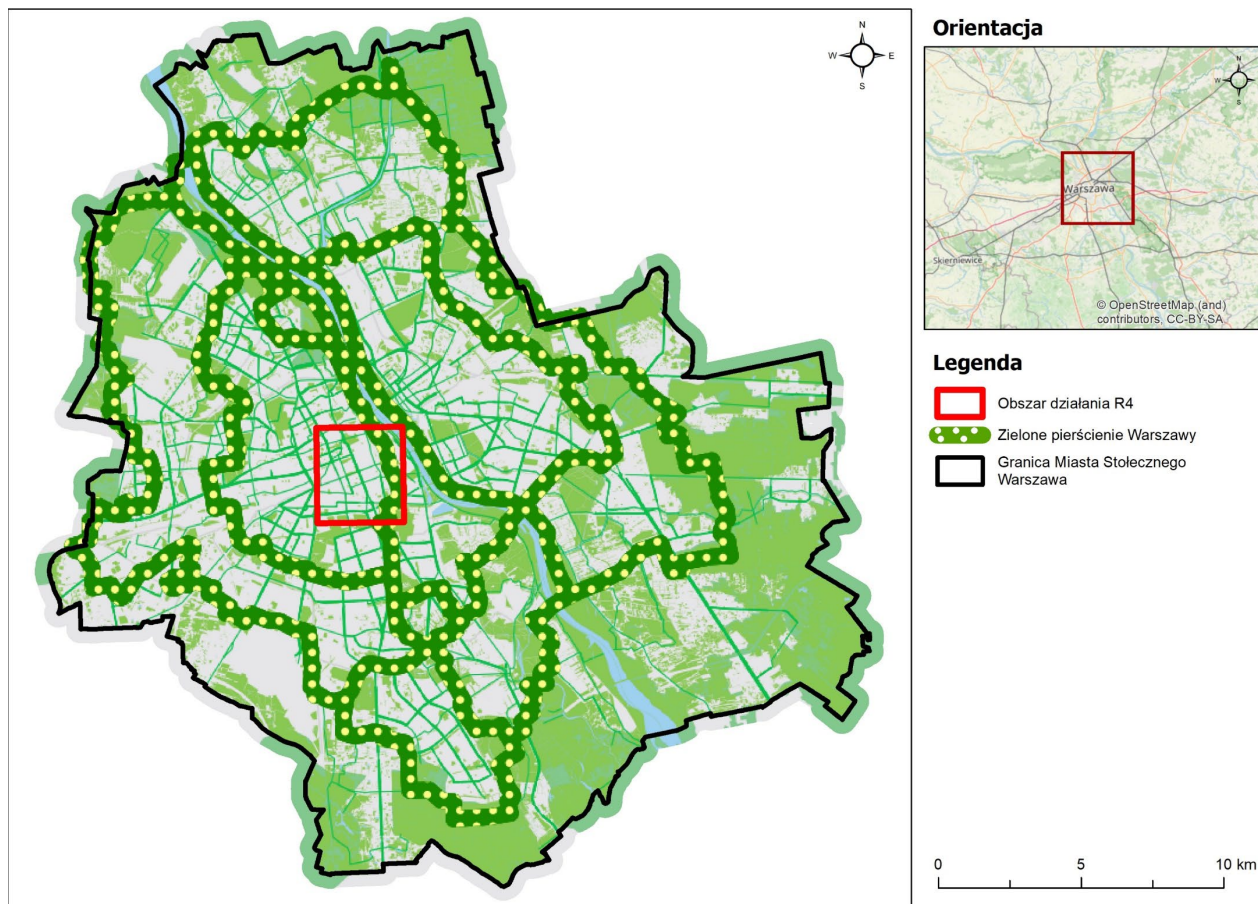 N
W E
S
Orientacja
N
W E
S
Warszawa
Skierniewice
© OpenStreetMap (and)
contributors, CC-BY-SA
Legenda
Obszar działania R4
Zielone pierścienie Warszawy
Granica Miasta Stołecznego
Warszawa
0 5 10 km